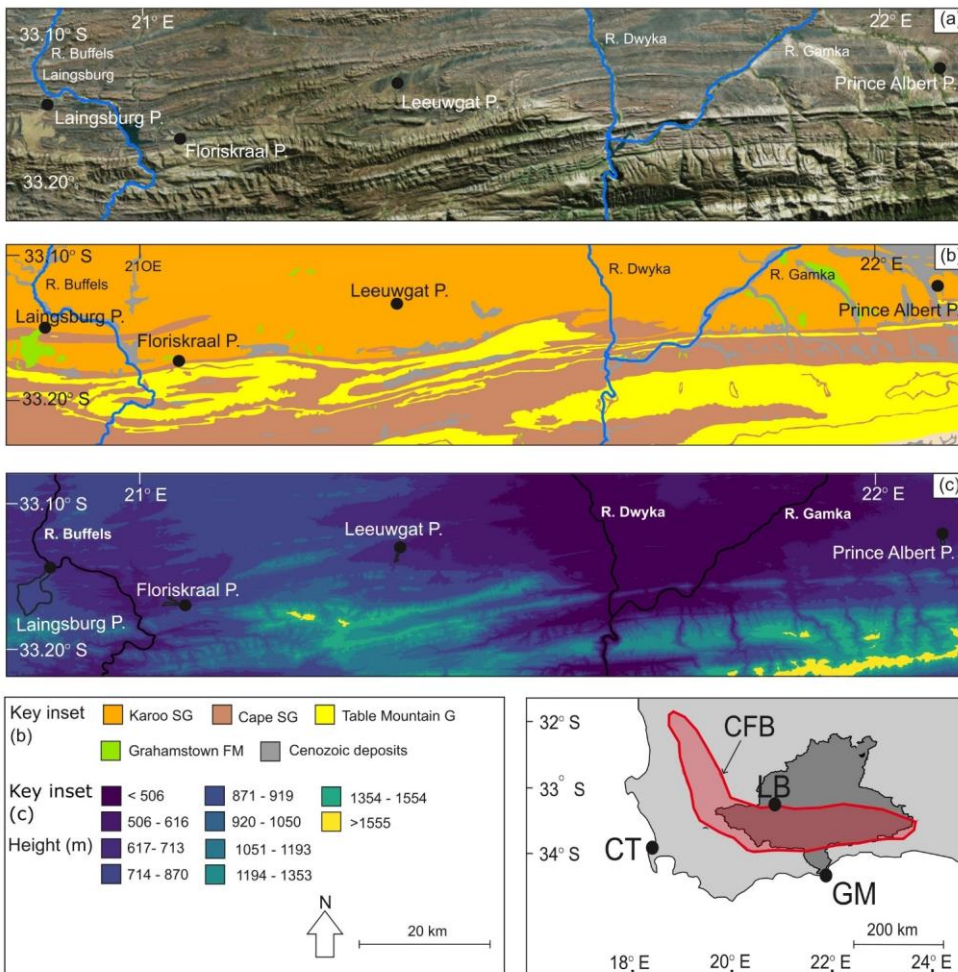 21° E
22° E
(a)
33.10° S
R. Buffels
Laingsburg
Laingsburg P.
Floriskraal P.
Leeuwgat P.
R. Dwyka
R. Gamka
Prince Albert P.
33.20°
33.10° S
(b)
21OE
22° E
R. Buffels
Laingsburg P.
Floriskraal P.
Leeuwgat P.
R. Dwyka
R. Gamka
Prince Albert P.
33.20° S
21° E
22° E
(c)
33.10° S
R. Buffels
Laingsburg P.
Floriskraal P.
Leeuwgat P.
R. Dwyka
R. Gamka
Prince Albert P.
33.20° S
Key inset
(b)
Karoo SG
Cape SG
Table Mountain G
Grahamstown FM
Cenozoic deposits
Key inset
(c)
Height (m)
< 506
506 - 616
617 - 713
714 - 870
871 - 919
920 - 1050
1051 - 1193
1194 - 1353
1354 - 1554
>1555
N
20 km
32° S
33° S
34° S
CFB
LB
CT
GM
200 km
18° E
20° E
22° E
24° E